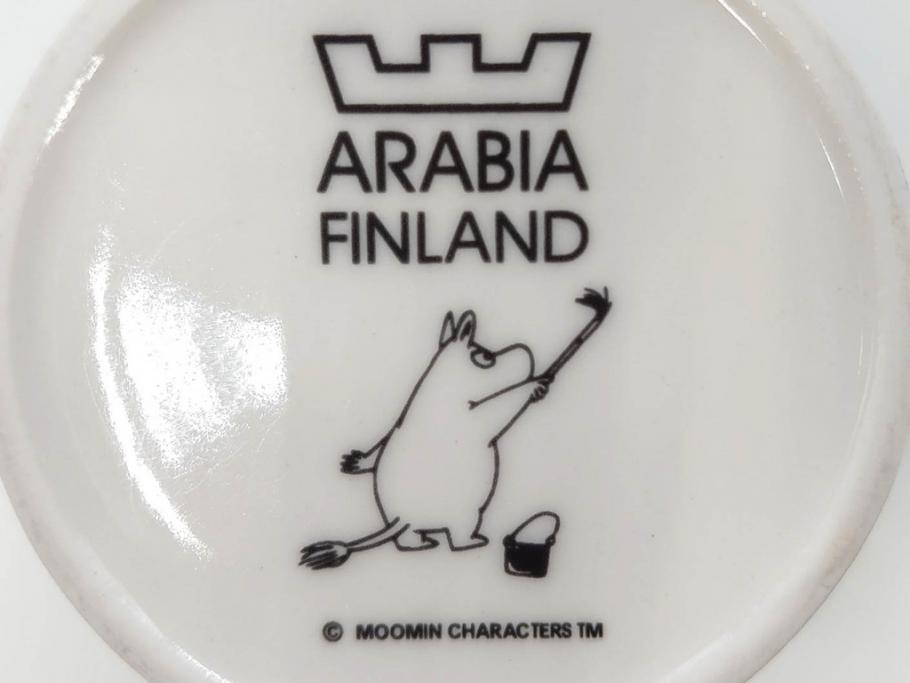 ARABIA
FINLAND
© MOOMIN CHARACTERS TM